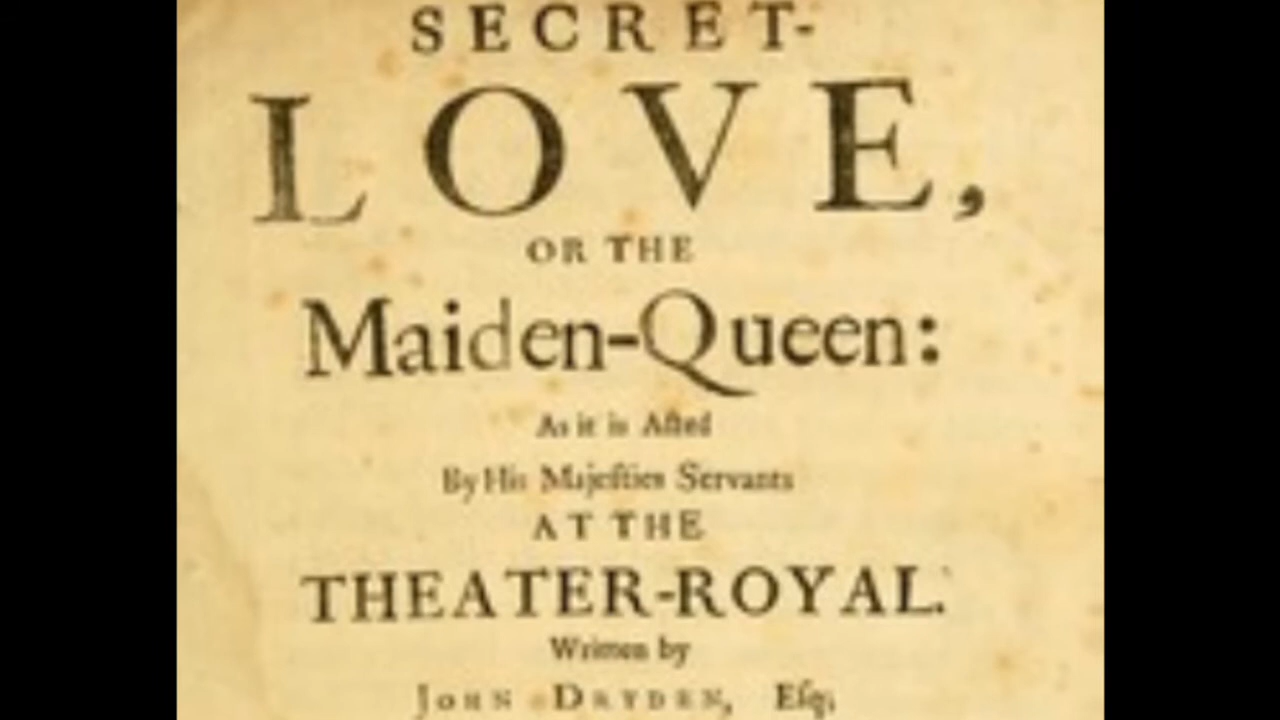 SECRET-
LOVE,
OR THE
Maiden-Queen:
As it is Acted
By His Majesties Servants
AT THE
THEATER-ROYAL.
Written by
JOHN DRYDEN, Esq;